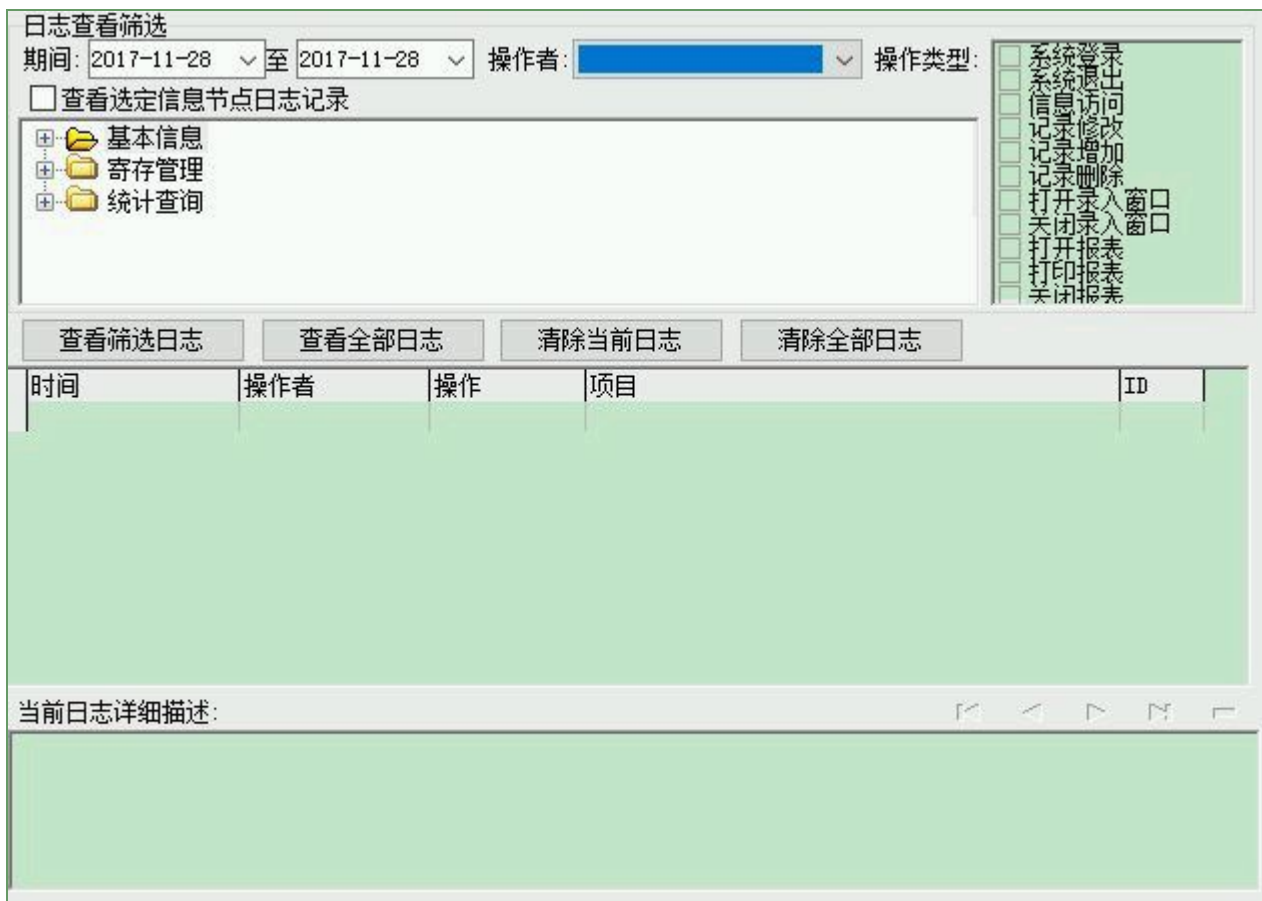 日志查看筛选
期间: 2017-11-28 至 2017-11-28 操作者: 操作类型:
系统登录
系统退出
信息访问
记录修改
记录增加
记录删除
打开录入窗口
关闭录入窗口
打开报表
打印报表
关闭报表
查看选定信息节点日志记录
基本信息
寄存管理
统计查询
查看筛选日志 查看全部日志 清除当前日志 清除全部日志
时间 操作者 操作 项目 ID
当前日志详细描述: